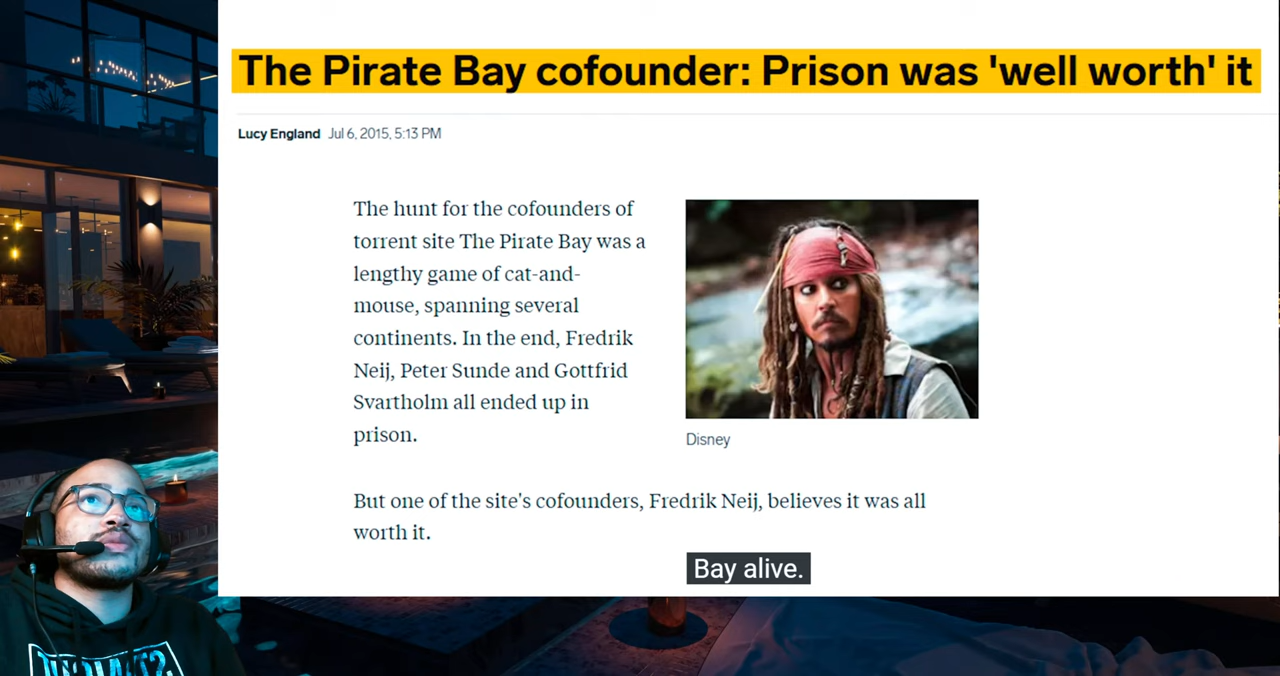 The Pirate Bay cofounder: Prison was 'well worth' it
Lucy England Jul 6, 2015, 5:13 PM
The hunt for the cofounders of
torrent site The Pirate Bay was a
lengthy game of cat-and-
mouse, spanning several
continents. In the end, Fredrik
Neij, Peter Sunde and Gottfrid
Svartholm all ended up in
prison.
Disney
But one of the site's cofounders, Fredrik Neij, believes it was all
worth it.
Bay alive.